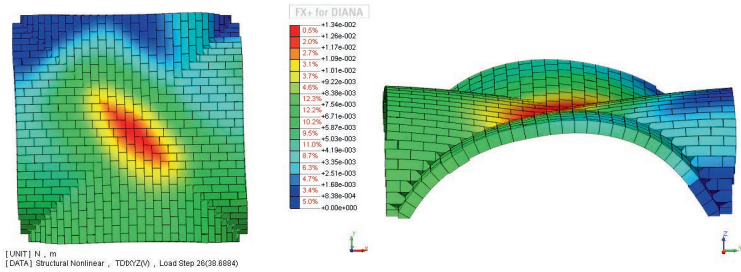 FX+ for DIANA
+1.34e-002
0.5%
+1.26e-002
2.0%
+1.17e-002
2.7%
+1.09e-002
3.1%
+1.01e-002
3.7%
+9.22e-003
4.6%
+8.38e-003
12.3%
+7.54e-003
12.2%
+6.71e-003
10.2%
+5.87e-003
9.5%
+5.03e-003
11.0%
+4.19e-003
8.7%
+3.35e-003
6.3%
+2.51e-003
4.7%
+1.68e-003
3.4%
+8.38e-004
5.0%
+0.00e+000
[UNIT] N , m
[DATA] Structural Nonlinear , TDtXYZ(V) , Load Step 26(38.6884)